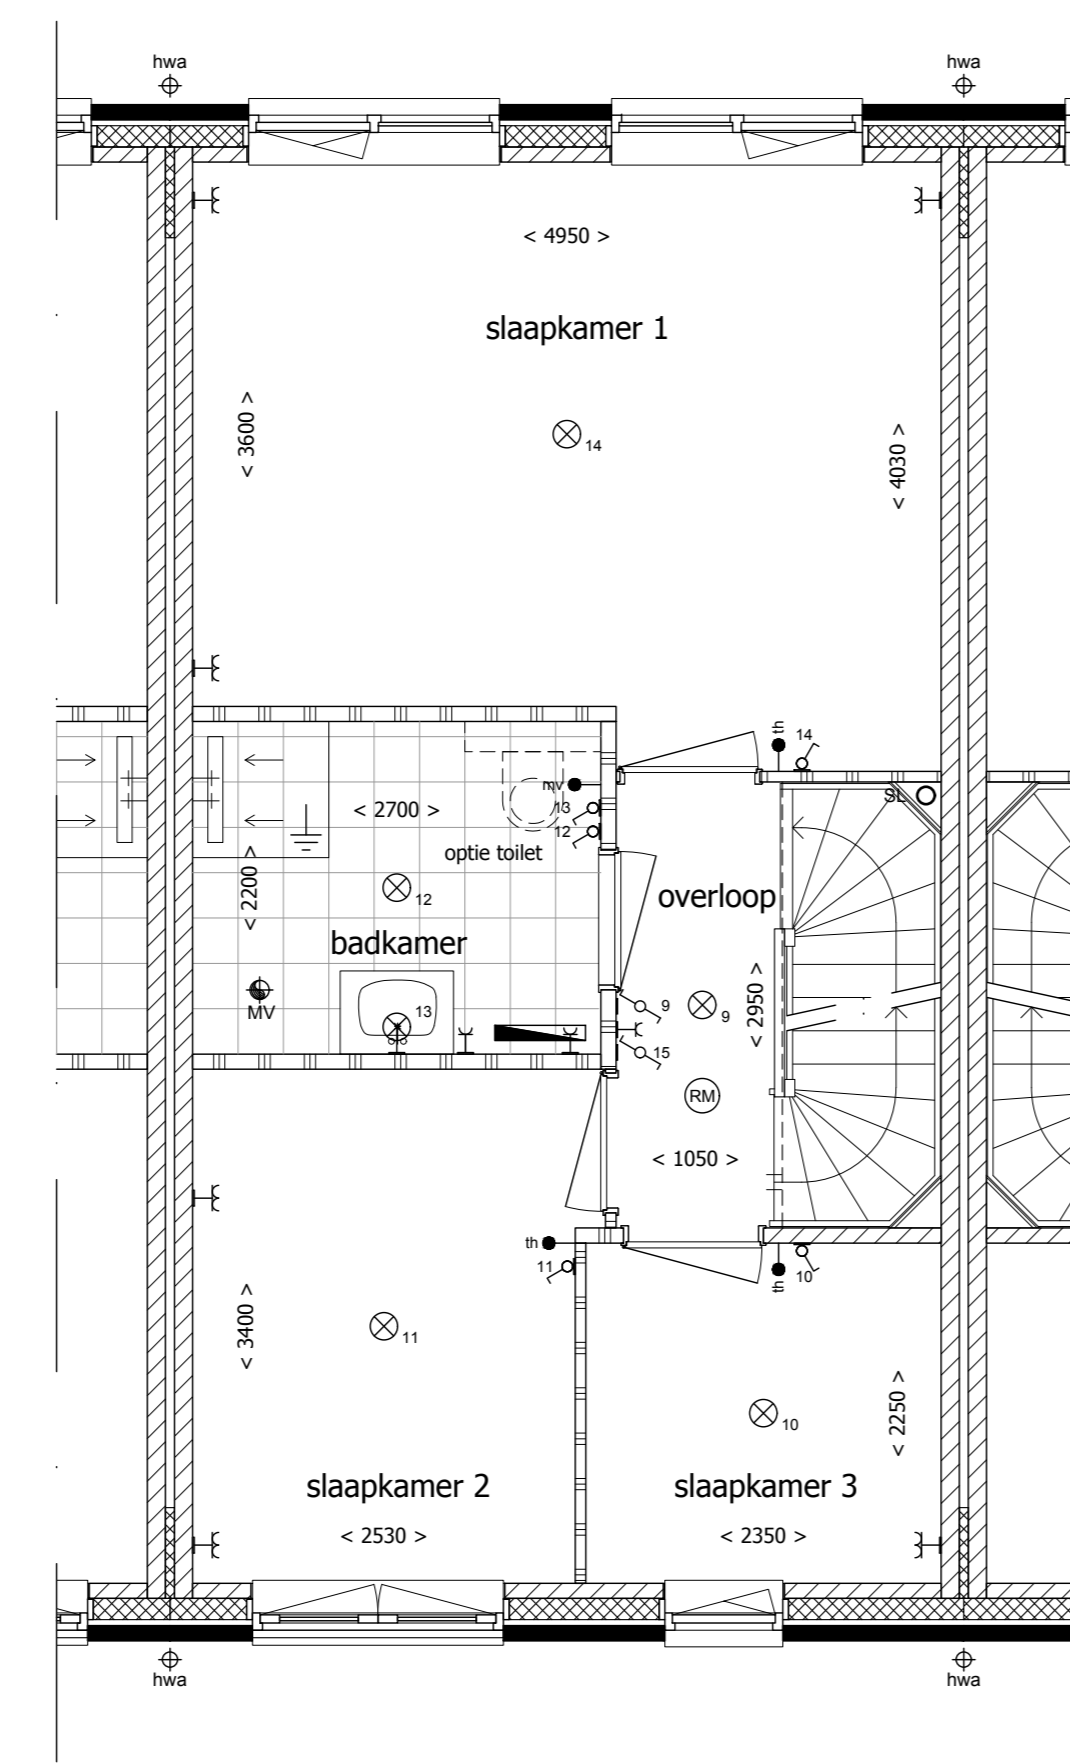 hwa
hwa
< 4950 >
slaapkamer 1
< 3600 >
14
< 4030 >
th
14
mv
13
12
SL
< 2700 >
optie toilet
< 2200 >
12
overloop
badkamer
MV
13
9
9
< 2950 >
15
RM
< 1050 >
th
11
th
10
< 3400 >
11
< 2250 >
10
slaapkamer 2
slaapkamer 3
< 2530 >
< 2350 >
hwa
hwa